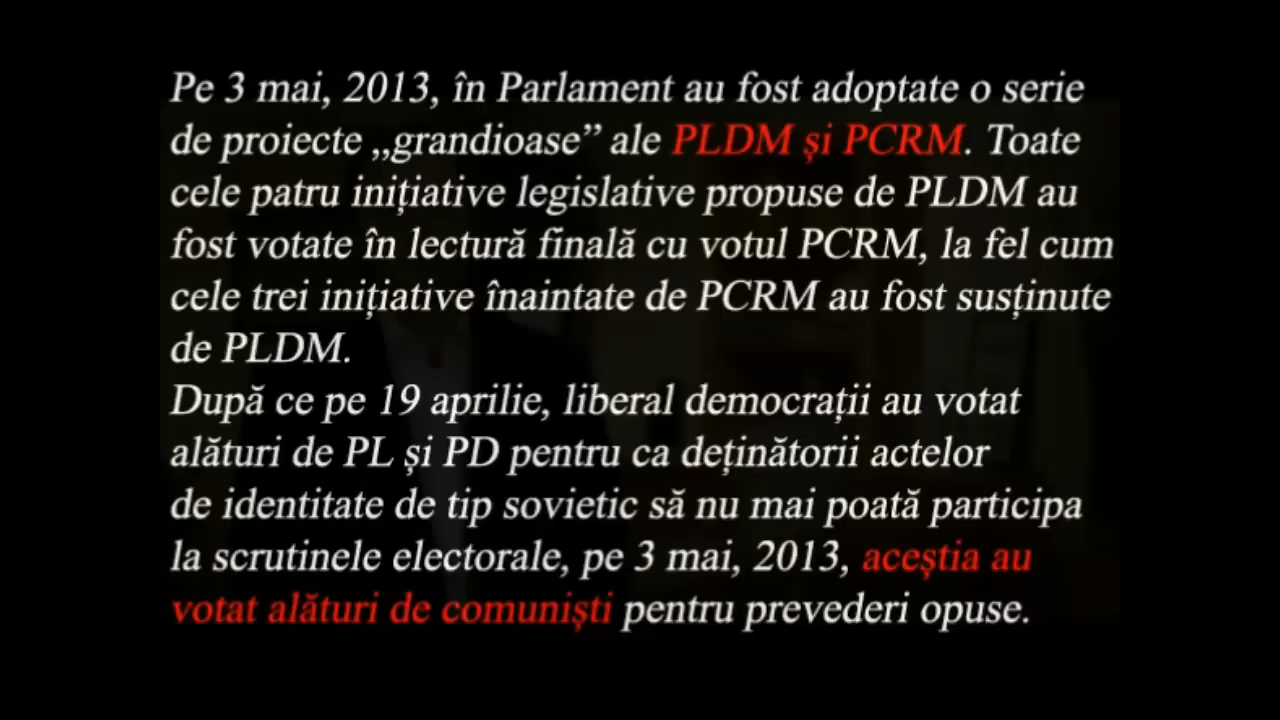 Pe 3 mai, 2013, în Parlament au fost adoptate o serie
de proiecte „grandioase” ale PLDM și PCRM. Toate
cele patru inițiative legislative propuse de PLDM au
fost votate în lectură finală cu votul PCRM, la fel cum
cele trei inițiative înaintate de PCRM au fost susținute
de PLDM.
După ce pe 19 aprilie, liberal democrații au votat
alături de PL și PD pentru ca deținătorii actelor
de identitate de tip sovietic să nu mai poată participa
la scrutinele electorale, pe 3 mai, 2013, aceștia au
votat alături de comuniști pentru prevederi opuse.